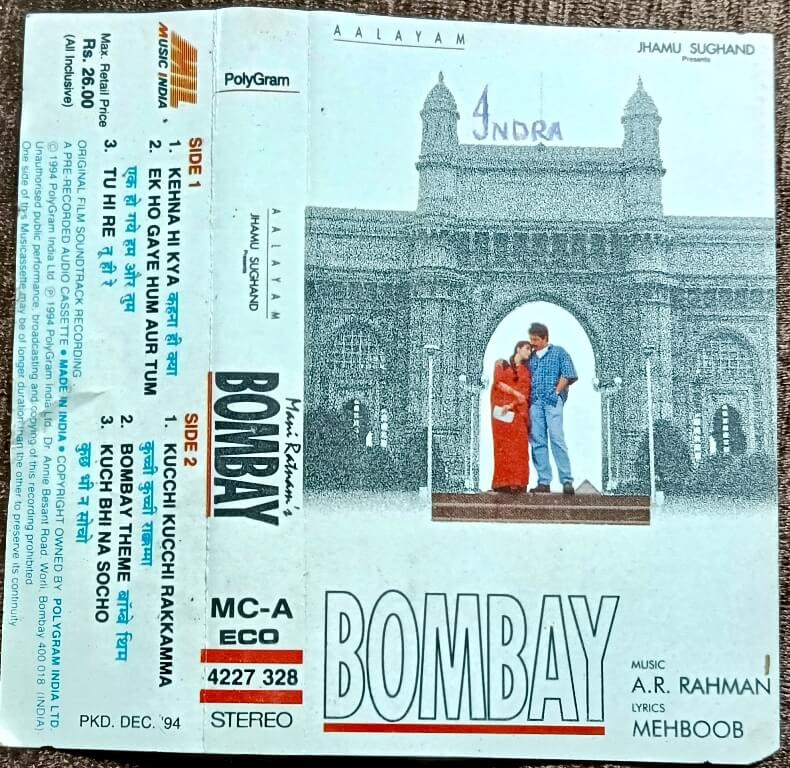 AALAYAM
JHAMU SUGHAND
Presents
INDRA
BOMBAY
MUSIC
A.R. RAHMAN
LYRICS
MEHBOOB
PolyGram
AALAYAM
JHAMU SUGHAND
Presents
Mani Ratnam's
BOMBAY
MC-A
ECO
4227 328
STEREO
MIL
MUSIC INDIA
Max. Retail Price
Rs. 26.00
(All Inclusive)
SIDE 1
1. KEHNA HI KYA कहना ही क्या
2. EK HO GAYE HUM AUR TUM
एक हो गये हम और तुम
3. TU HI RE तू ही रे
SIDE 2
1. KUCCHI KUCCHI RAKKAMMA
कुच्ची कुच्ची राकम्मा
2. BOMBAY THEME बॉम्बे थिम
3. KUCH BHI NA SOCHO
कुछ भी न सोचो
ORIGINAL FILM SOUNDTRACK RECORDING
A PRE-RECORDED AUDIO CASSETTE • MADE IN INDIA • COPYRIGHT OWNED BY POLYGRAM INDIA LTD.
© 1994 PolyGram India Ltd. ℗ 1994 PolyGram India Ltd., Dr. Annie Besant Road, Worli, Bombay 400 018 (INDIA)
Unauthorised public performance, broadcasting and copying of this recording prohibited.
One side of this Musicassette may be of longer duration than the other to preserve its continuity
PKD. DEC. '94